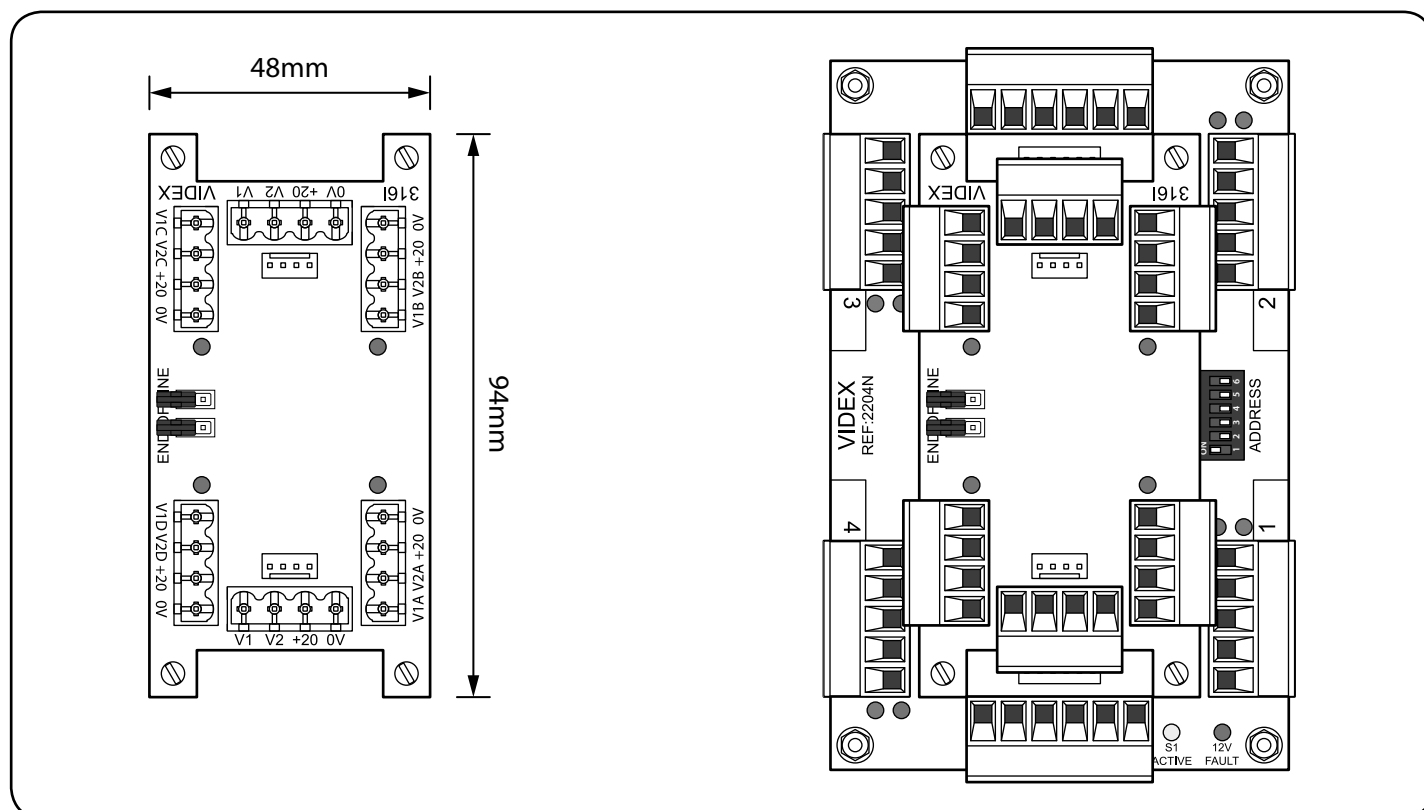 48mm
94mm
VIDEX
316I
V1 V2 +20 0V
V1C V2C +20 0V
V1B V2B +20 0V
END OF LINE
V1D V2D +20 0V
V1A V2A +20 0V
V1 V2 +20 0V
VIDEX
316I
3
2
VIDEX
REF:2204N
END OF LINE
ON
1 2 3 4 5 6
ADDRESS
4
1
S1
ACTIVE
12V
FAULT